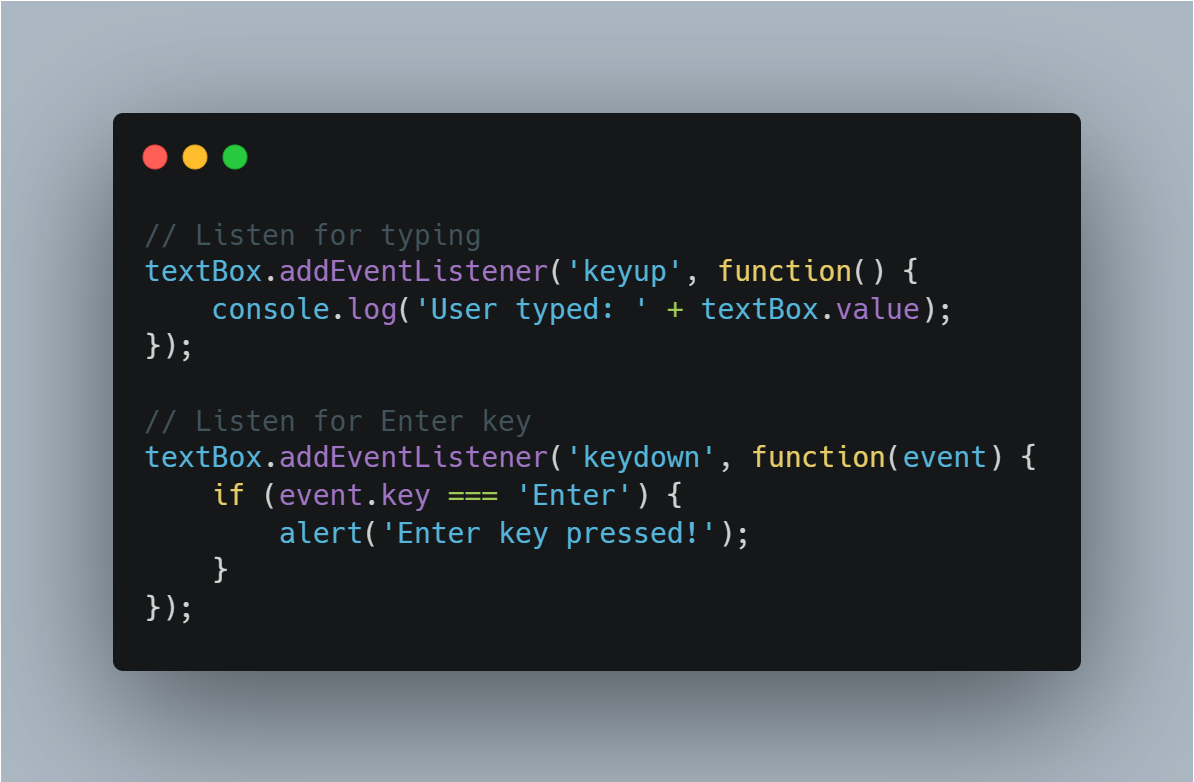 // Listen for typing
textBox.addEventListener('keyup', function() {
    console.log('User typed: ' + textBox.value);
});

// Listen for Enter key
textBox.addEventListener('keydown', function(event) {
    if (event.key === 'Enter') {
        alert('Enter key pressed!');
    }
});